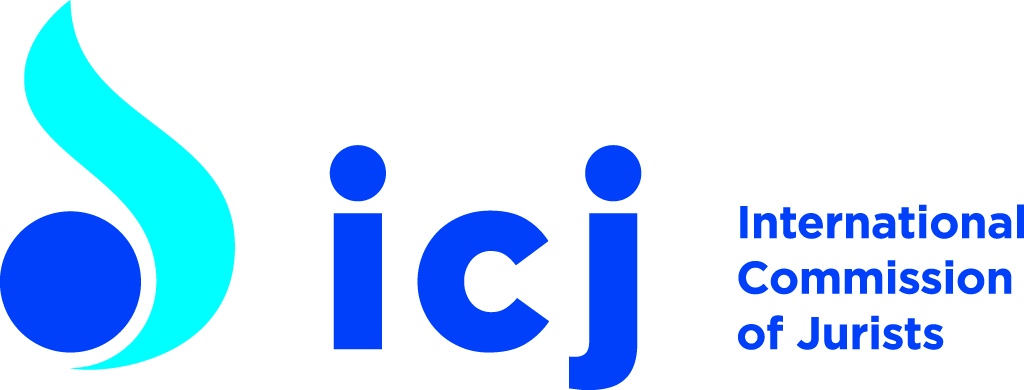 icj
International
Commission
of Jurists